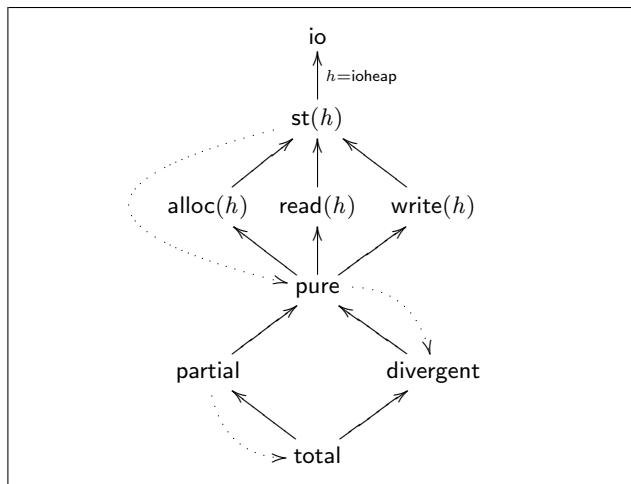 io
h=ioheap
st(h)
alloc(h) read(h) write(h)
pure
partial divergent
total